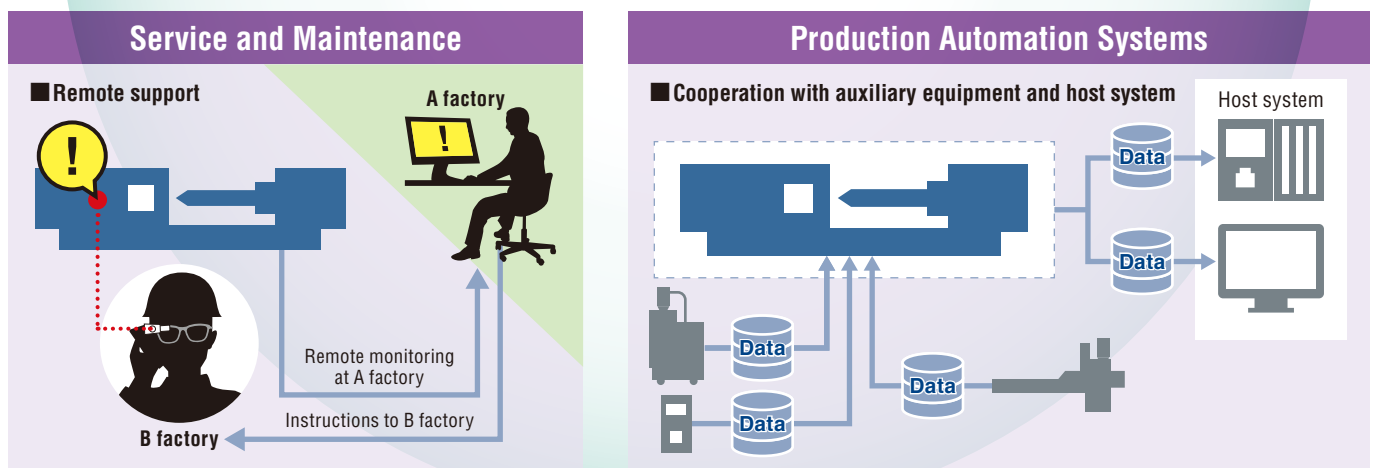 Service and Maintenance
■Remote support
A factory
!
!
Remote monitoring
at A factory
Instructions to B factory
B factory
Production Automation Systems
■Cooperation with auxiliary equipment and host system
Host system
Data
Data
Data
Data
Data